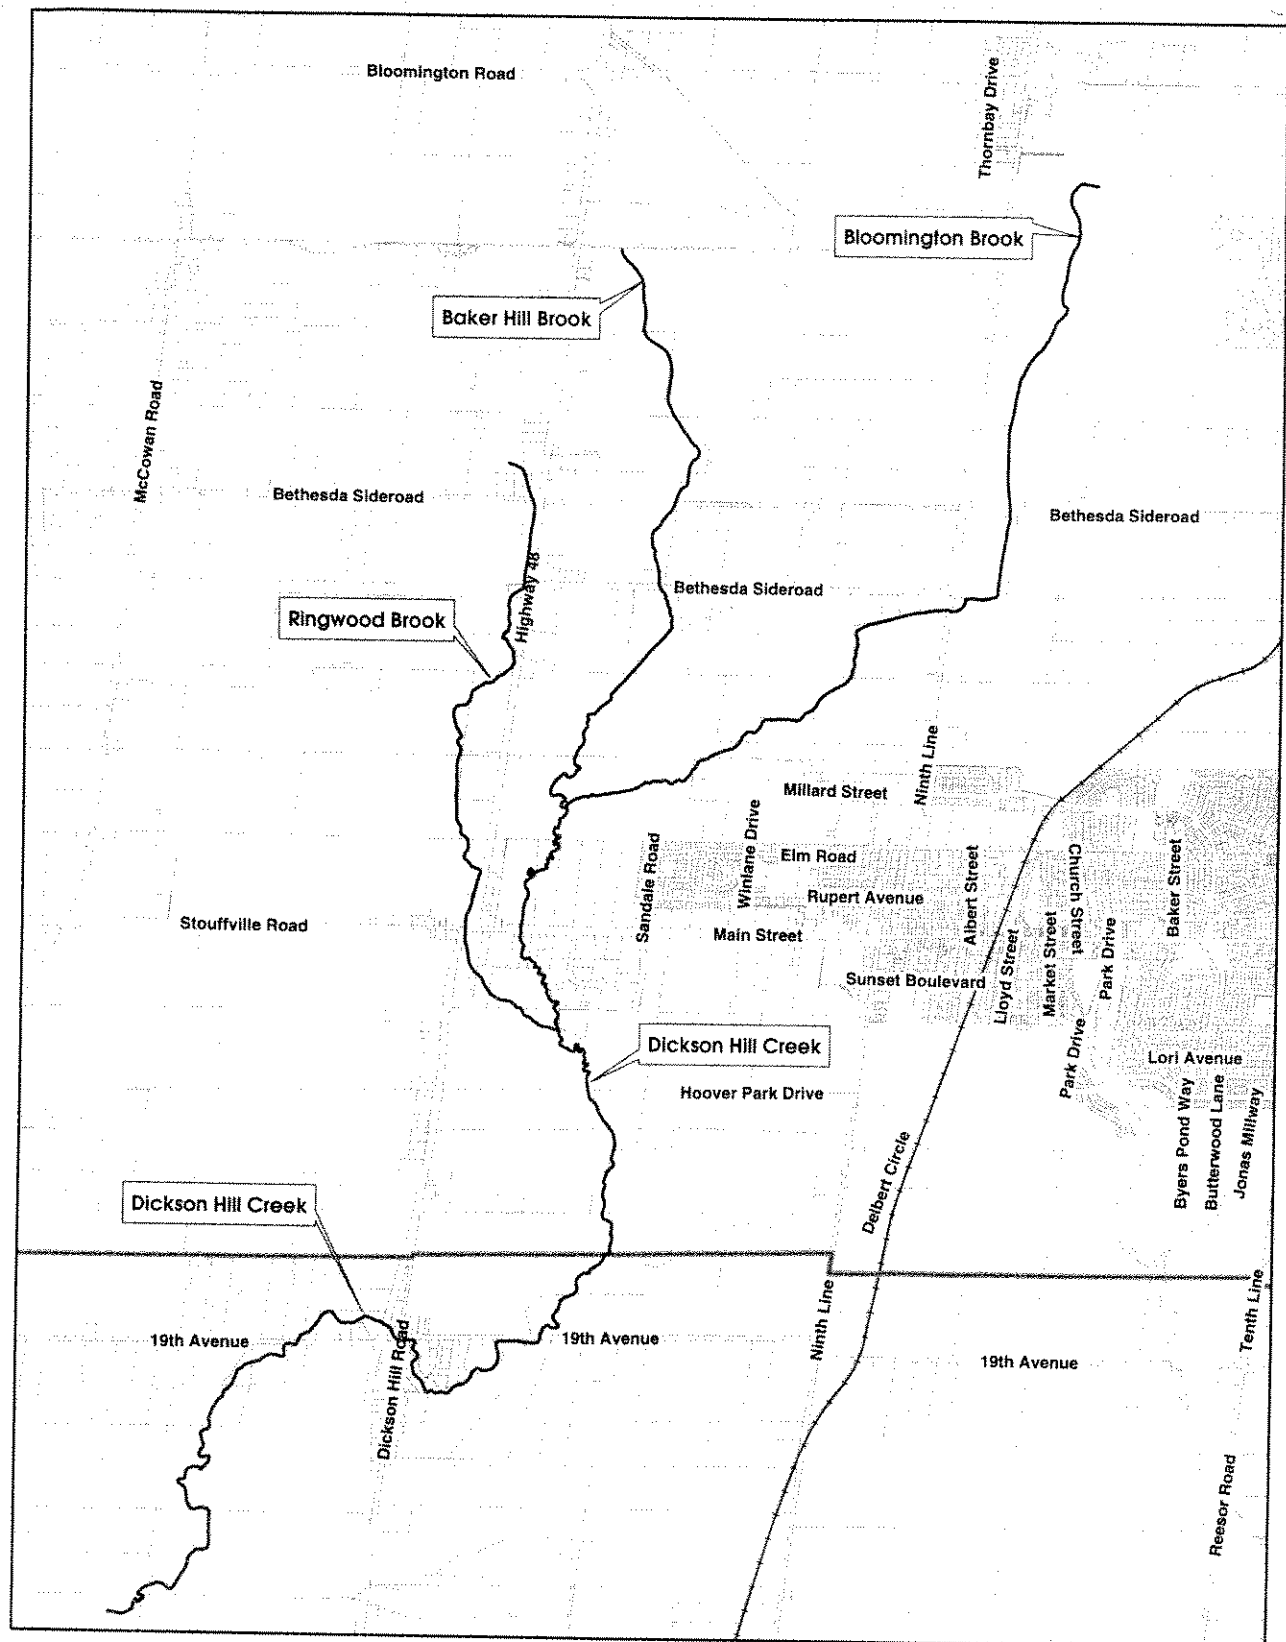 Bloomington Road
Thornbay Drive
Bloomington Brook
Baker Hill Brook
McCowan Road
Bethesda Sideroad
Bethesda Sideroad
Highway 48
Bethesda Sideroad
Ringwood Brook
Ninth Line
Millard Street
Winlane Drive
Elm Road
Sandale Road
Albert Street
Church Street
Baker Street
Rupert Avenue
Stouffville Road
Main Street
Lloyd Street
Market Street
Park Drive
Sunset Boulevard
Dickson Hill Creek
Park Drive
Lori Avenue
Hoover Park Drive
Byers Pond Way
Butterwood Lane
Jonas Millway
Delbert Circle
Dickson Hill Creek
19th Avenue
Dickson Hill Road
19th Avenue
Ninth Line
19th Avenue
Tenth Line
Reesor Road